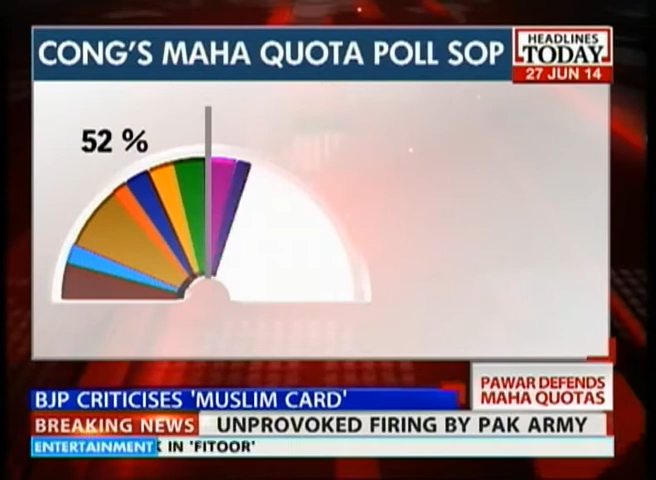 CONG'S MAHA QUOTA POLL SOP
HEADLINES
TODAY
27 JUN 14
52 %
BJP CRITICISES 'MUSLIM CARD'
PAWAR DEFENDS
MAHA QUOTAS
BREAKING NEWS UNPROVOKED FIRING BY PAK ARMY
ENTERTAINMENT IN 'FITOOR'